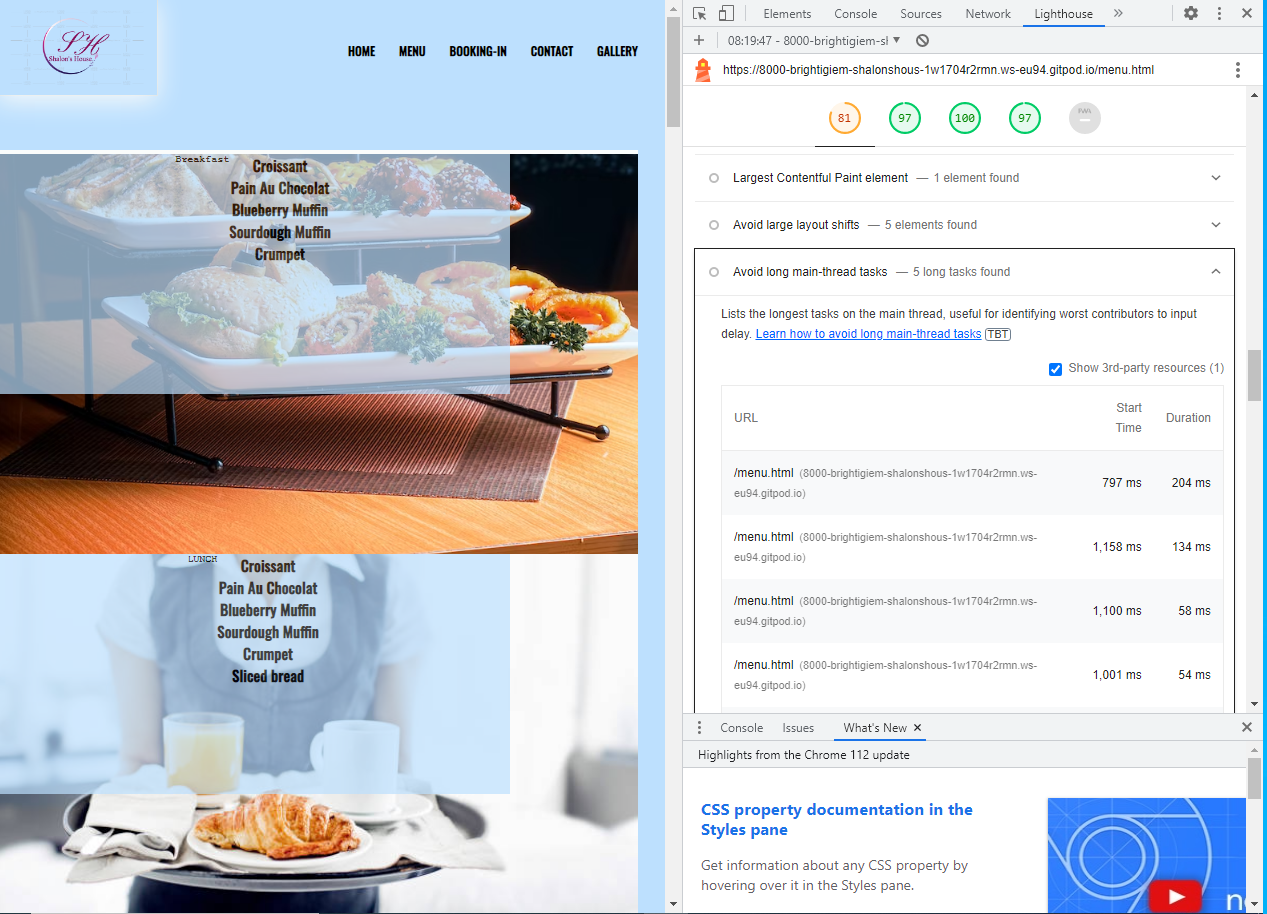 SH
Shalon's House.
HOME MENU BOOKING-IN CONTACT GALLERY
Breakfast
Croissant
Pain Au Chocolat
Blueberry Muffin
Sourdough Muffin
Crumpet
LUNCH
Croissant
Pain Au Chocolat
Blueberry Muffin
Sourdough Muffin
Crumpet
Sliced bread
Elements Console Sources Network Lighthouse »
08:19:47 - 8000-brightigiem-sl
https://8000-brightigiem-shalonshous-1w1704r2rmn.ws-eu94.gitpod.io/menu.html
81 97 100 97 PWA
Largest Contentful Paint element — 1 element found
Avoid large layout shifts — 5 elements found
Avoid long main-thread tasks — 5 long tasks found
Lists the longest tasks on the main thread, useful for identifying worst contributors to input
delay. Learn how to avoid long main-thread tasks TBT
Show 3rd-party resources (1)
URL Start Time Duration
/menu.html (8000-brightigiem-shalonshous-1w1704r2rmn.ws-
eu94.gitpod.io) 797 ms 204 ms
/menu.html (8000-brightigiem-shalonshous-1w1704r2rmn.ws-
eu94.gitpod.io) 1,158 ms 134 ms
/menu.html (8000-brightigiem-shalonshous-1w1704r2rmn.ws-
eu94.gitpod.io) 1,100 ms 58 ms
/menu.html (8000-brightigiem-shalonshous-1w1704r2rmn.ws-
eu94.gitpod.io) 1,001 ms 54 ms
Console Issues What's New
Highlights from the Chrome 112 update
CSS property documentation in the
Styles pane
Get information about any CSS property by
hovering over it in the Styles pane.